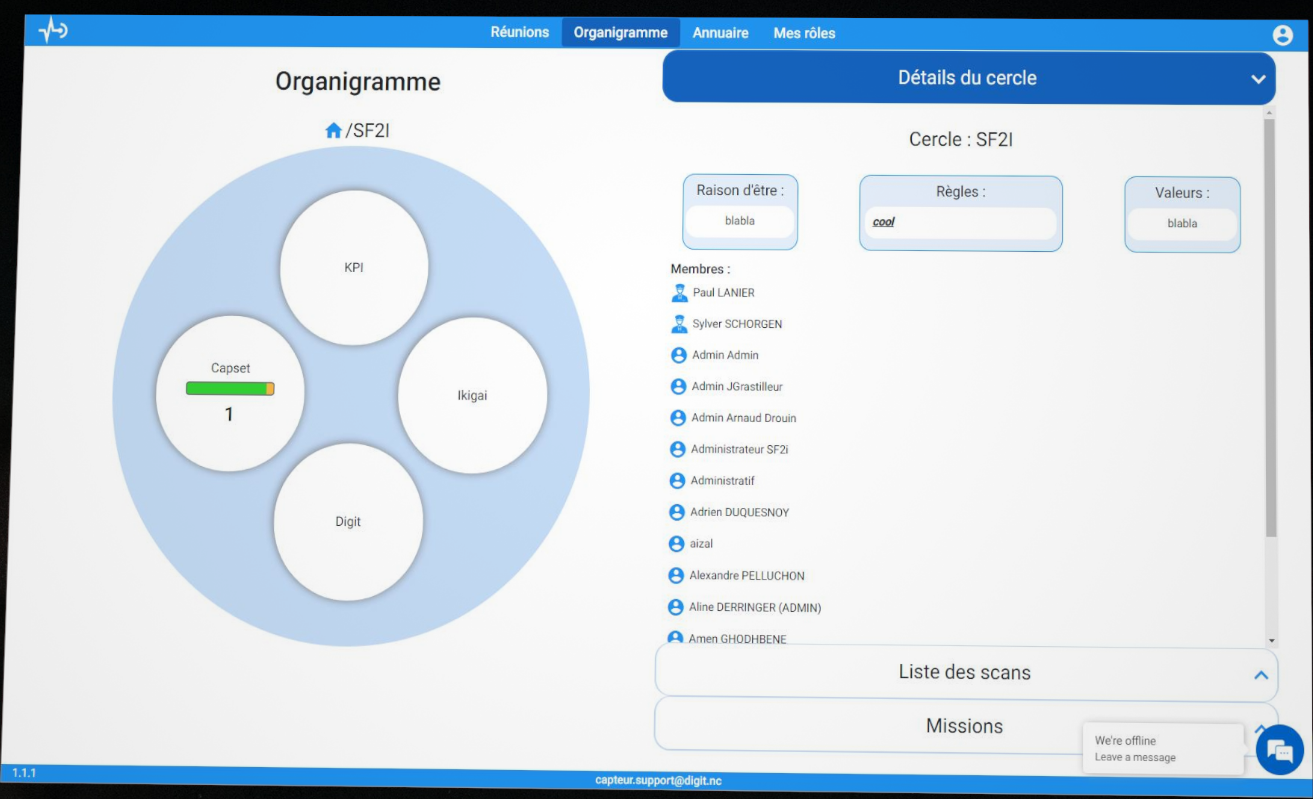 Réunions
Organigramme
Annuaire
Mes rôles
Organigramme
/SF2I
KPI
Capset
1
Ikigai
Digit
Détails du cercle
Cercle : SF2I
Raison d'être :
blabla
Règles :
cool
Valeurs :
blabla
Membres :
Paul LANIER
Sylver SCHORGEN
Admin Admin
Admin JGrastilleur
Admin Arnaud Drouin
Administrateur SF2i
Administratif
Adrien DUQUESNOY
aizal
Alexandre PELLUCHON
Aline DERRINGER (ADMIN)
Amen GHODHBENE
Liste des scans
Missions
We're offline
Leave a message
1.1.1
capteur.support@digit.nc